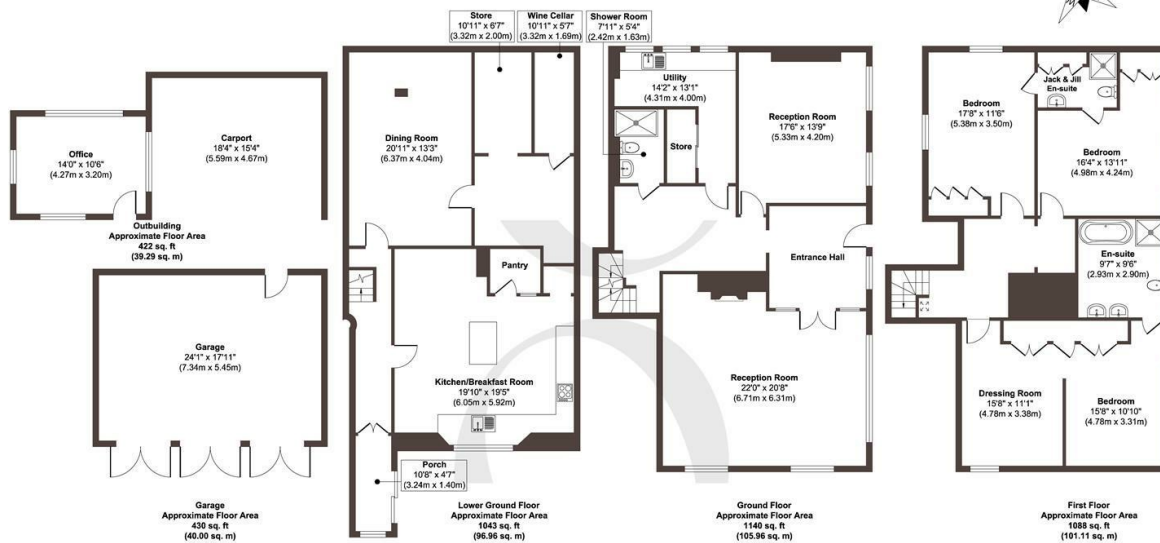 Store
10'11" x 6'7"
(3.32m x 2.00m)
Wine Cellar
10'11" x 5'7"
(3.32m x 1.69m)
Shower Room
7'11" x 5'4"
(2.42m x 1.63m)
Office
14'0" x 10'6"
(4.27m x 3.20m)
Carport
18'4" x 15'4"
(5.59m x 4.67m)
Outbuilding
Approximate Floor Area
422 sq. ft
(39.29 sq. m)
Garage
24'1" x 17'11"
(7.34m x 5.45m)
Garage
Approximate Floor Area
430 sq. ft
(40.00 sq. m)
Dining Room
20'11" x 13'3"
(6.37m x 4.04m)
Pantry
Kitchen/Breakfast Room
19'10" x 19'5"
(6.05m x 5.92m)
Porch
10'8" x 4'7"
(3.24m x 1.40m)
Lower Ground Floor
Approximate Floor Area
1043 sq. ft
(96.96 sq. m)
Utility
14'2" x 13'1"
(4.31m x 4.00m)
Store
Reception Room
17'6" x 13'9"
(5.33m x 4.20m)
Entrance Hall
Reception Room
22'0" x 20'8"
(6.71m x 6.31m)
Ground Floor
Approximate Floor Area
1140 sq. ft
(105.96 sq. m)
Bedroom
17'8" x 11'6"
(5.38m x 3.50m)
Jack & Jill
En-suite
Bedroom
16'4" x 13'11"
(4.98m x 4.24m)
En-suite
9'7" x 9'6"
(2.93m x 2.90m)
Dressing Room
15'8" x 11'1"
(4.78m x 3.38m)
Bedroom
15'8" x 10'10"
(4.78m x 3.31m)
First Floor
Approximate Floor Area
1088 sq. ft
(101.11 sq. m)